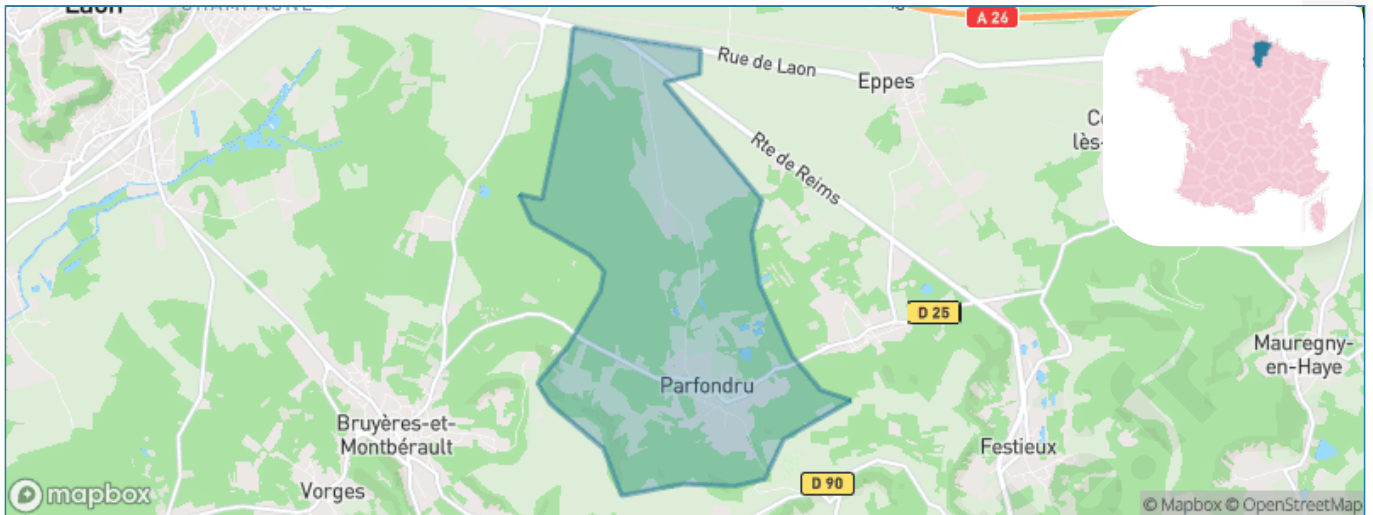 Laon
CHAMPAGNE
A 26
Rue de Laon
Eppes
Rte de Reims
D 25
Parfondru
Mauregny-
en-Haye
Bruyères-et-
Montbérault
Festieux
Vorges
D 90
mapbox
© Mapbox © OpenStreetMap